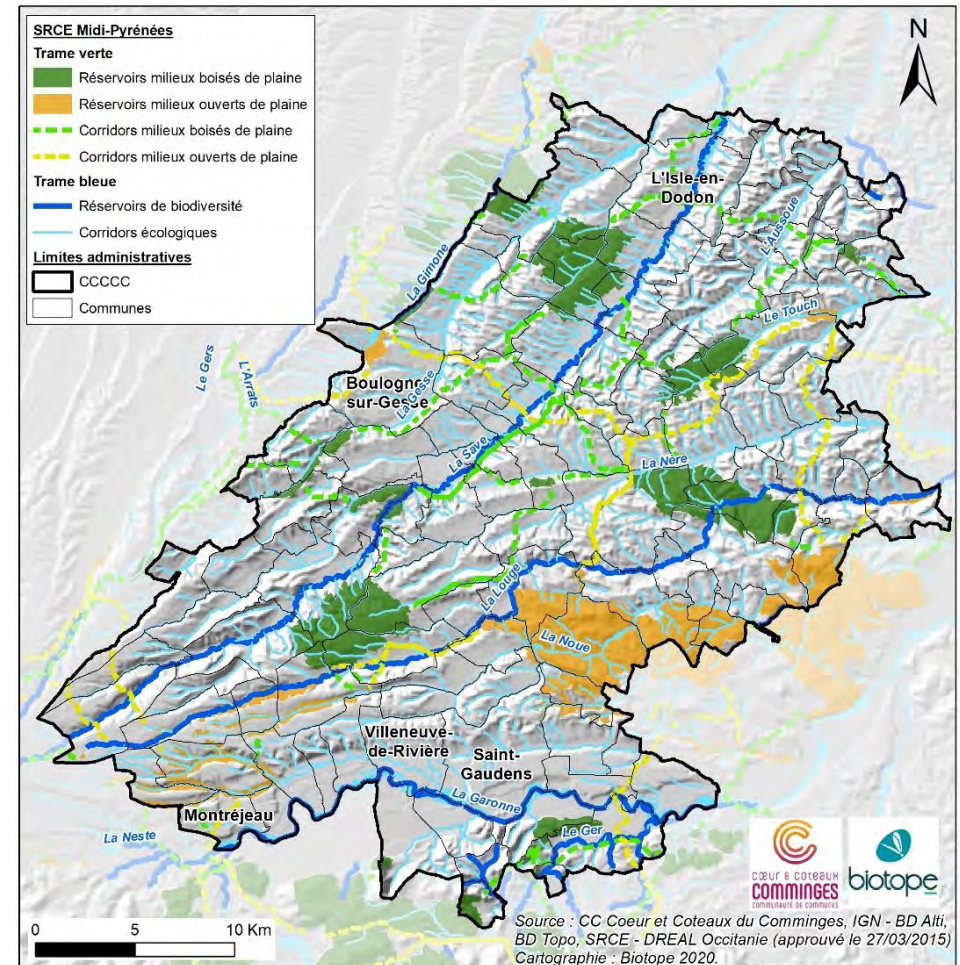 SRCE Midi-Pyrénées
Trame verte
Réservoirs milieux boisés de plaine
Réservoirs milieux ouverts de plaine
Corridors milieux boisés de plaine
Corridors milieux ouverts de plaine
Trame bleue
Réservoirs de biodiversité
Corridors écologiques
Limites administratives
CCCCC
Communes
N
L'Isle-en-
Dodon
L'Aussoue
La Gimone
Le Touch
Le Gers
L'Arrats
Boulogne
sur-Gesse
La Gesse
La Save
La Nère
La Louge
La Noue
Villeneuve-
de-Rivière
Saint-
Gaudens
La Garonne
Montréjeau
Le Ger
La Neste
cœur & coteaux
COMMINGES
COMMUNAUTÉ DE COMMUNES
biotope
0 5 10 Km
Source : CC Coeur et Coteaux du Comminges, IGN - BD Alti,
BD Topo, SRCE - DREAL Occitanie (approuvé le 27/03/2015)
Cartographie : Biotope 2020.